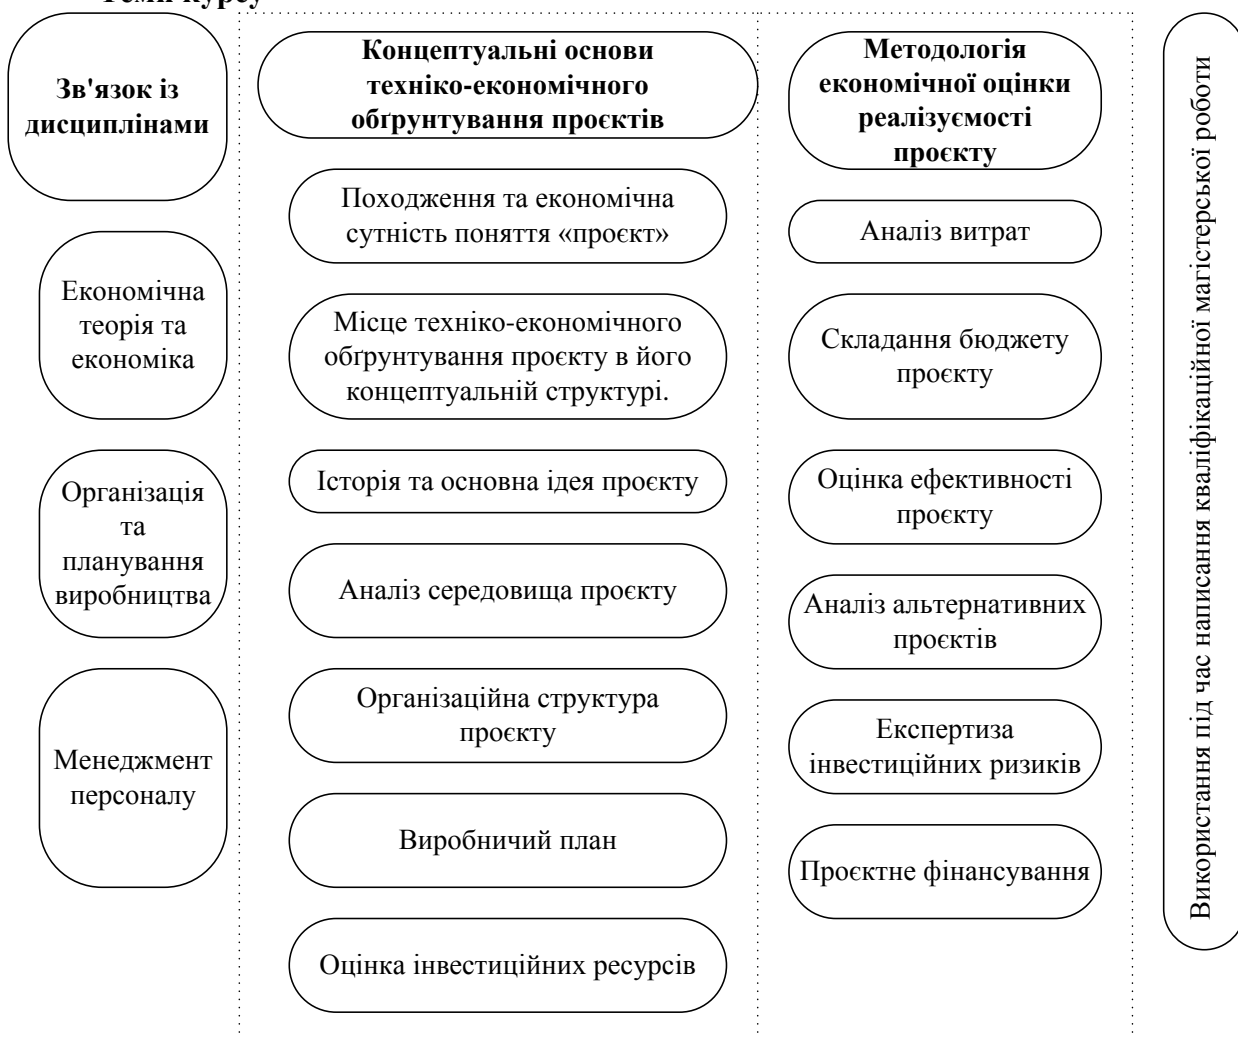 Теми курсу
Зв'язок із
дисциплінами
Економічна
теорія та
економіка
Організація
та
планування
виробництва
Менеджмент
персоналу
Концептуальні основи
техніко-економічного
обґрунтування проєктів
Походження та економічна
сутність поняття «проєкт»
Місце техніко-економічного
обґрунтування проєкту в його
концептуальній структурі.
Історія та основна ідея проєкту
Аналіз середовища проєкту
Організаційна структура
проєкту
Виробничий план
Оцінка інвестиційних ресурсів
Методологія
економічної оцінки
реалізуємості
проєкту
Аналіз витрат
Складання бюджету
проєкту
Оцінка ефективності
проєкту
Аналіз альтернативних
проєктів
Експертиза
інвестиційних ризиків
Проєктне фінансування
Використання під час написання кваліфікаційної магістерської роботи